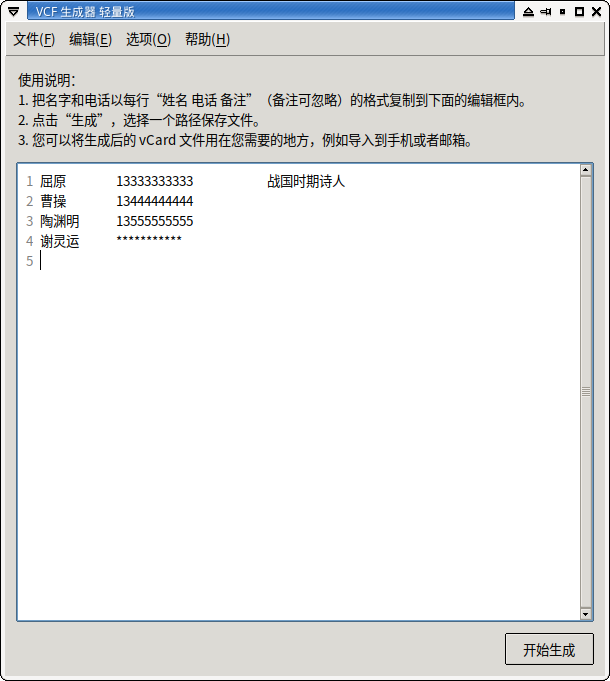 VCF 生成器 轻量版
文件(F) 编辑(E) 选项(O) 帮助(H)
使用说明：
1. 把名字和电话以每行“姓名 电话 备注”（备注可忽略）的格式复制到下面的编辑框内。
2. 点击“生成”，选择一个路径保存文件。
3. 您可以将生成后的 vCard 文件用在您需要的地方，例如导入到手机或者邮箱。
1 屈原 13333333333 战国时期诗人
2 曹操 13444444444
3 陶渊明 13555555555
4 谢灵运 ***********
5
开始生成